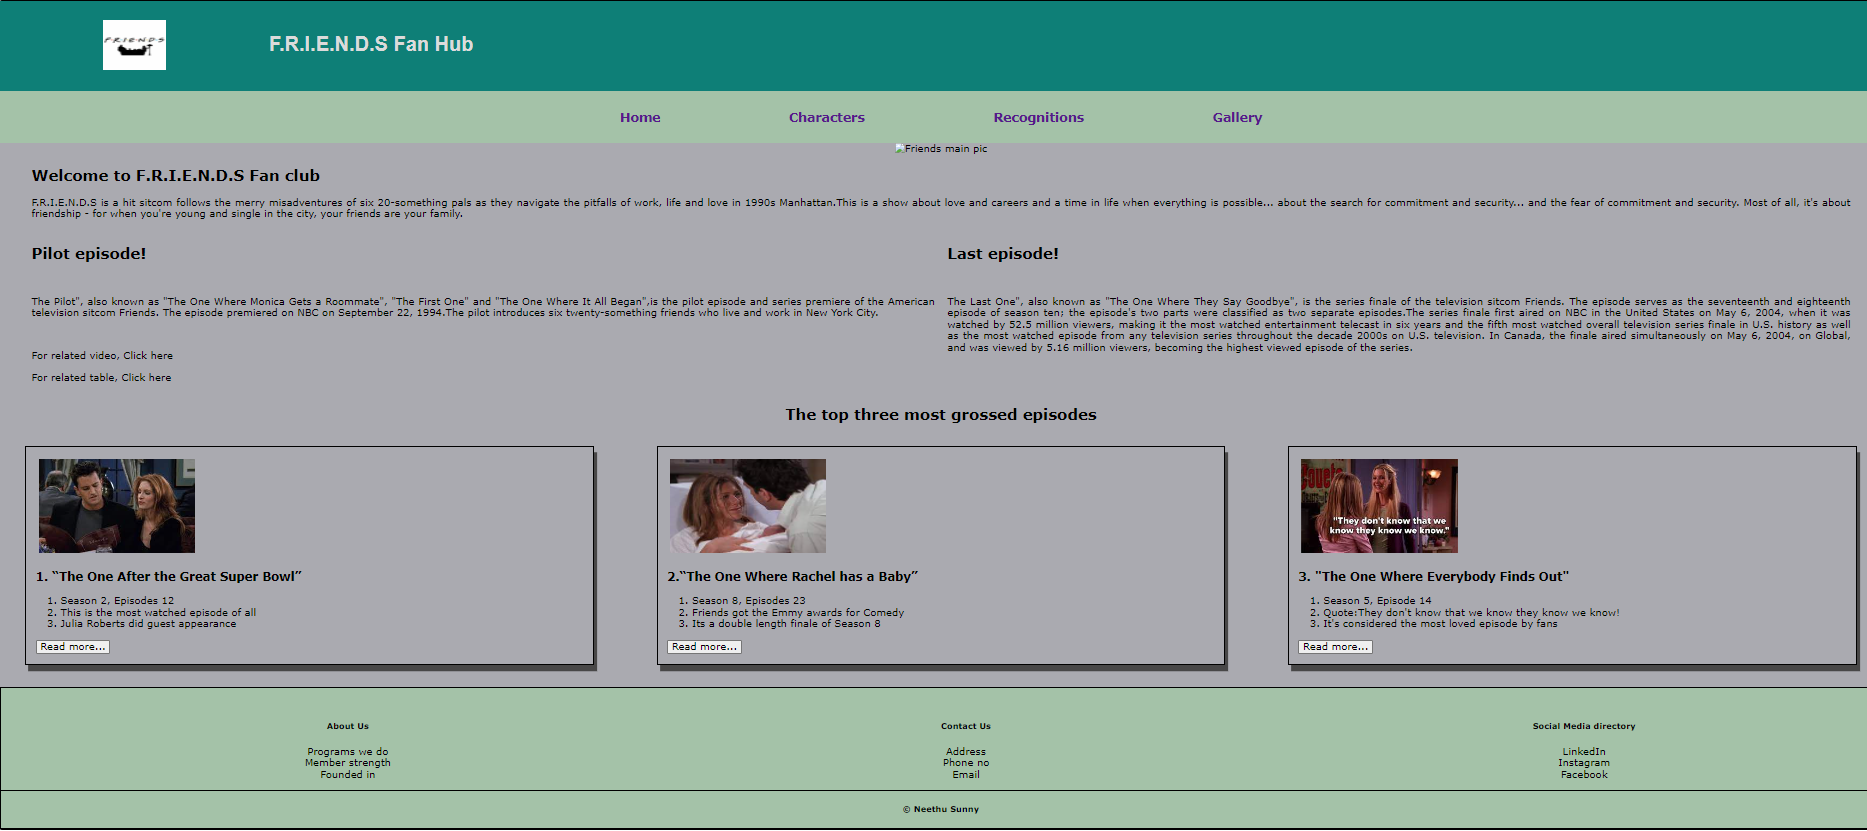 FRIENDS
F.R.I.E.N.D.S Fan Hub
Home
Characters
Recognitions
Gallery
Friends main pic
Welcome to F.R.I.E.N.D.S Fan club
F.R.I.E.N.D.S is a hit sitcom follows the merry misadventures of six 20-something pals as they navigate the pitfalls of work, life and love in 1990s Manhattan.This is a show about love and careers and a time in life when everything is possible... about the search for commitment and security... and the fear of commitment and security. Most of all, it's about
friendship - for when you're young and single in the city, your friends are your family.
Pilot episode!
The Pilot", also known as "The One Where Monica Gets a Roommate", "The First One" and "The One Where It All Began",is the pilot episode and series premiere of the American
television sitcom Friends. The episode premiered on NBC on September 22, 1994.The pilot introduces six twenty-something friends who live and work in New York City.
For related video, Click here
For related table, Click here
Last episode!
The Last One", also known as "The One Where They Say Goodbye", is the series finale of the television sitcom Friends. The episode serves as the seventeenth and eighteenth
episode of season ten; the episode's two parts were classified as two separate episodes.The series finale first aired on NBC in the United States on May 6, 2004, when it was
watched by 52.5 million viewers, making it the most watched entertainment telecast in six years and the fifth most watched overall television series finale in U.S. history as well
as the most watched episode from any television series throughout the decade 2000s on U.S. television. In Canada, the finale aired simultaneously on May 6, 2004, on Global,
and was viewed by 5.16 million viewers, becoming the highest viewed episode of the series.
The top three most grossed episodes
1. “The One After the Great Super Bowl”
1. Season 2, Episodes 12
2. This is the most watched episode of all
3. Julia Roberts did guest appearance
Read more...
2.“The One Where Rachel has a Baby”
1. Season 8, Episodes 23
2. Friends got the Emmy awards for Comedy
3. Its a double length finale of Season 8
Read more...
"They don't know that we
know they know we know."
3. "The One Where Everybody Finds Out"
1. Season 5, Episode 14
2. Quote:They don't know that we know they know we know!
3. It's considered the most loved episode by fans
Read more...
About Us
Programs we do
Member strength
Founded in
Contact Us
Address
Phone no
Email
Social Media directory
LinkedIn
Instagram
Facebook
© Neethu Sunny